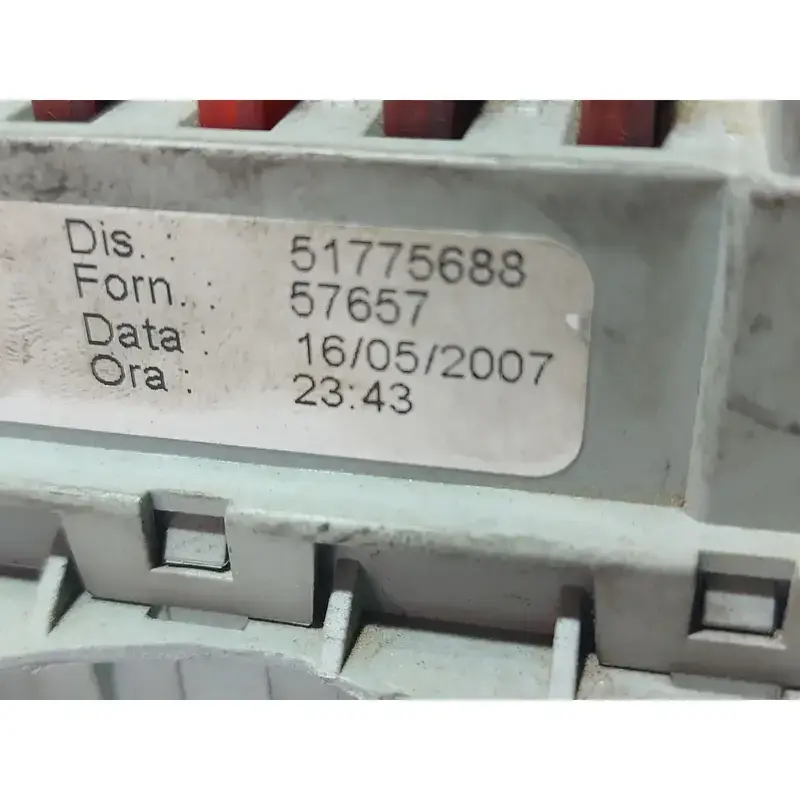 Dis. : 51775688
Forn. : 57657
Data : 16/05/2007
Ora : 23:43